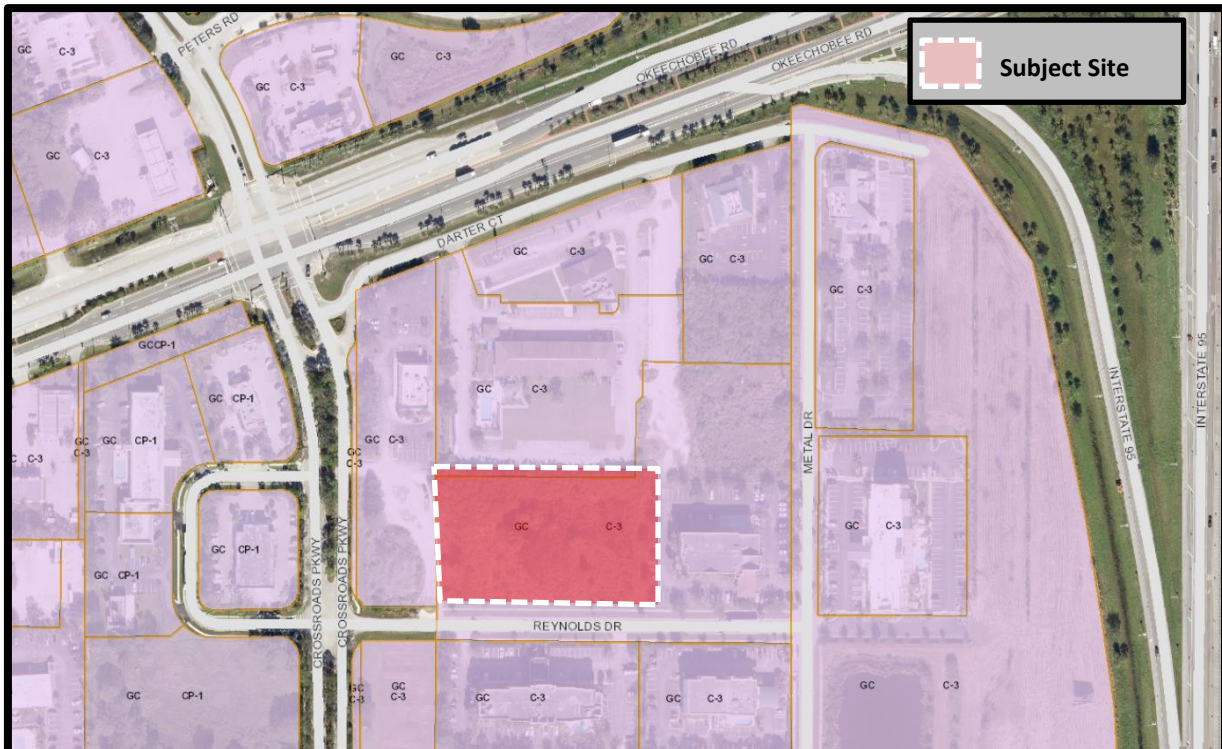 Subject Site
GC C-3
PETERS RD
GC C-3
GC C-3
OKEECHOBEE RD
OKEECHOBEE RD
GC C-3
DARTER CT
GC C-3
GC C-3
GC C-3
GCCP-1
INTERSTATE 95
INTERSTATE 95
GC CP-1
GC C-3
METAL DR
GC CP-1
GC C-3
GC C-3
C-3
GC C-3
GC C-3
GC C-3
GC C-3
GC CP-1
GC CP-1
CROSSROADS PKWY
CROSSROADS PKWY
REYNOLDS DR
GC CP-1
GC C-3
GC C-3
GC C-3
GC C-3
GC C-3